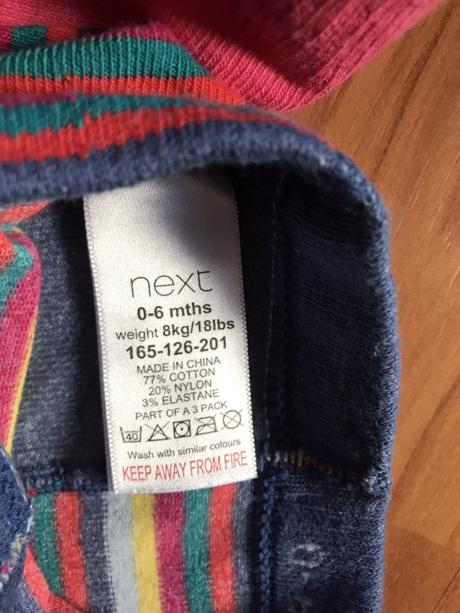 next
0-6 mths
weight 8kg/18lbs
165-126-201
MADE IN CHINA
77% COTTON
20% NYLON
3% ELASTANE
PART OF A 3 PACK
40
Wash with similar colours
KEEP AWAY FROM FIRE